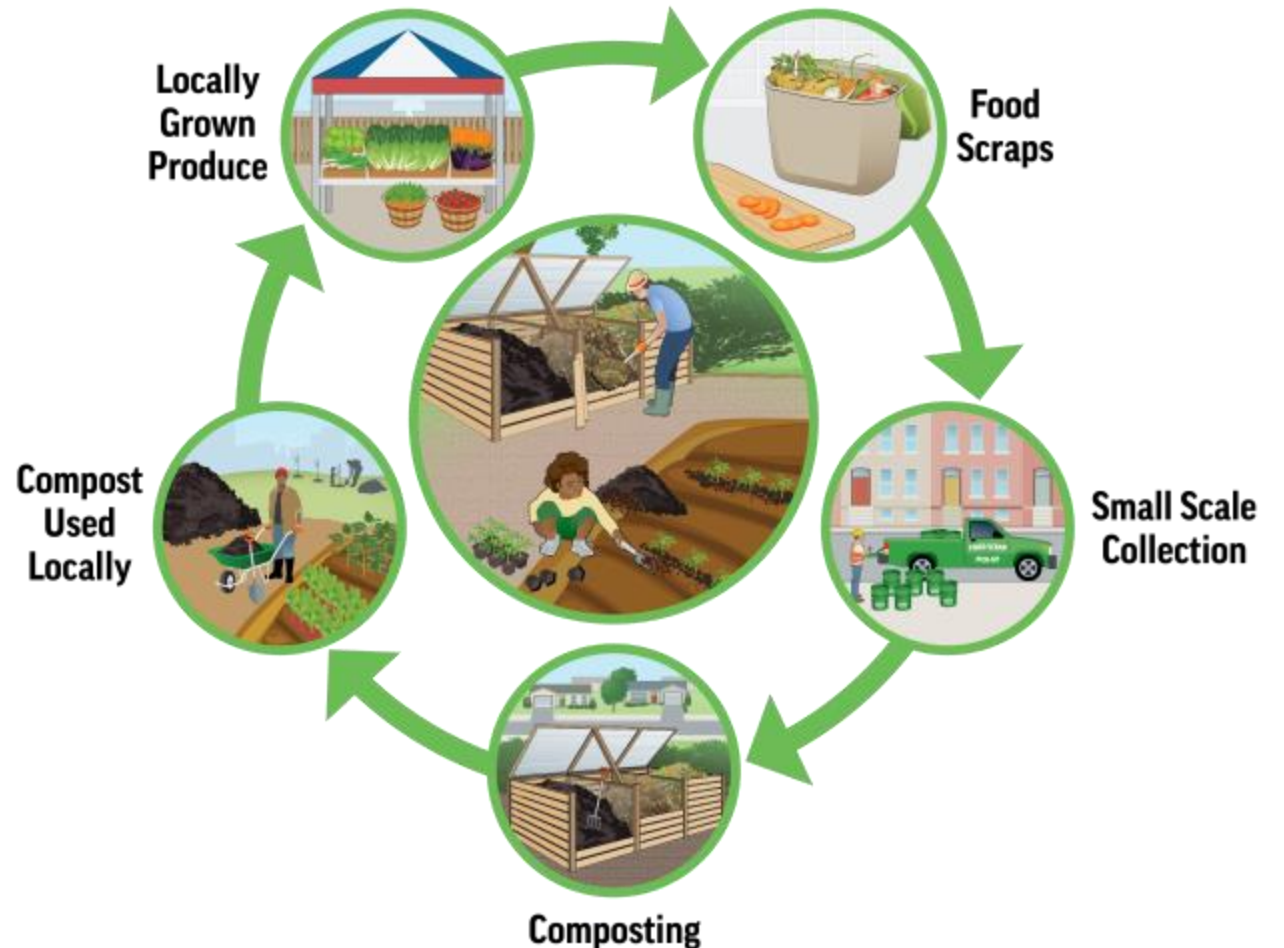 Locally
Grown
Produce
Food
Scraps
Small Scale
Collection
Composting
Compost
Used
Locally